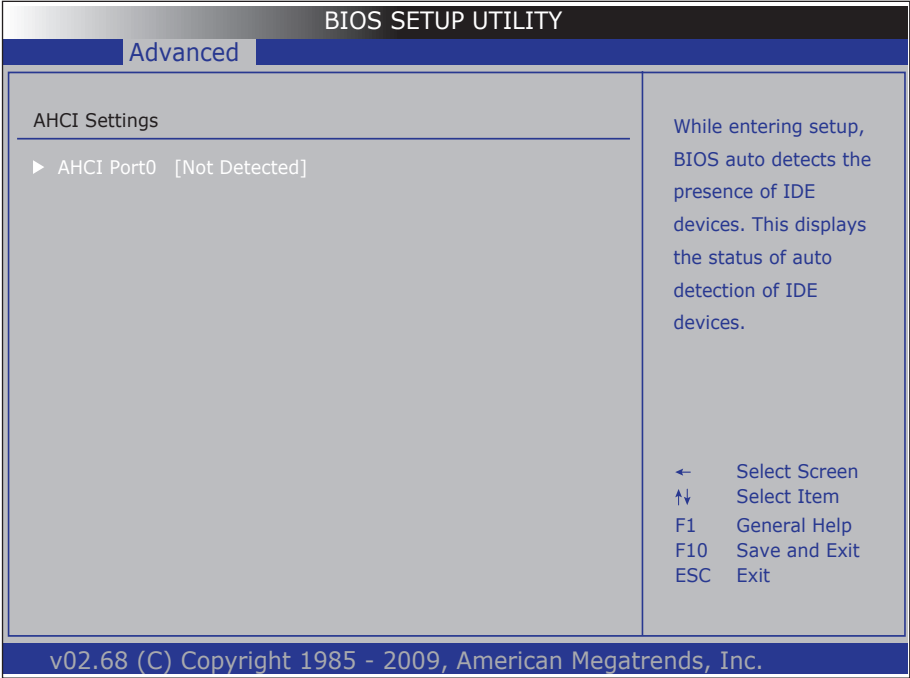 BIOS SETUP UTILITY
Advanced
AHCI Settings
AHCI Port0 [Not Detected]
While entering setup,
BIOS auto detects the
presence of IDE
devices. This displays
the status of auto
detection of IDE
devices.
← Select Screen
↑↓ Select Item
F1 General Help
F10 Save and Exit
ESC Exit
v02.68 (C) Copyright 1985 - 2009, American Megatrends, Inc.